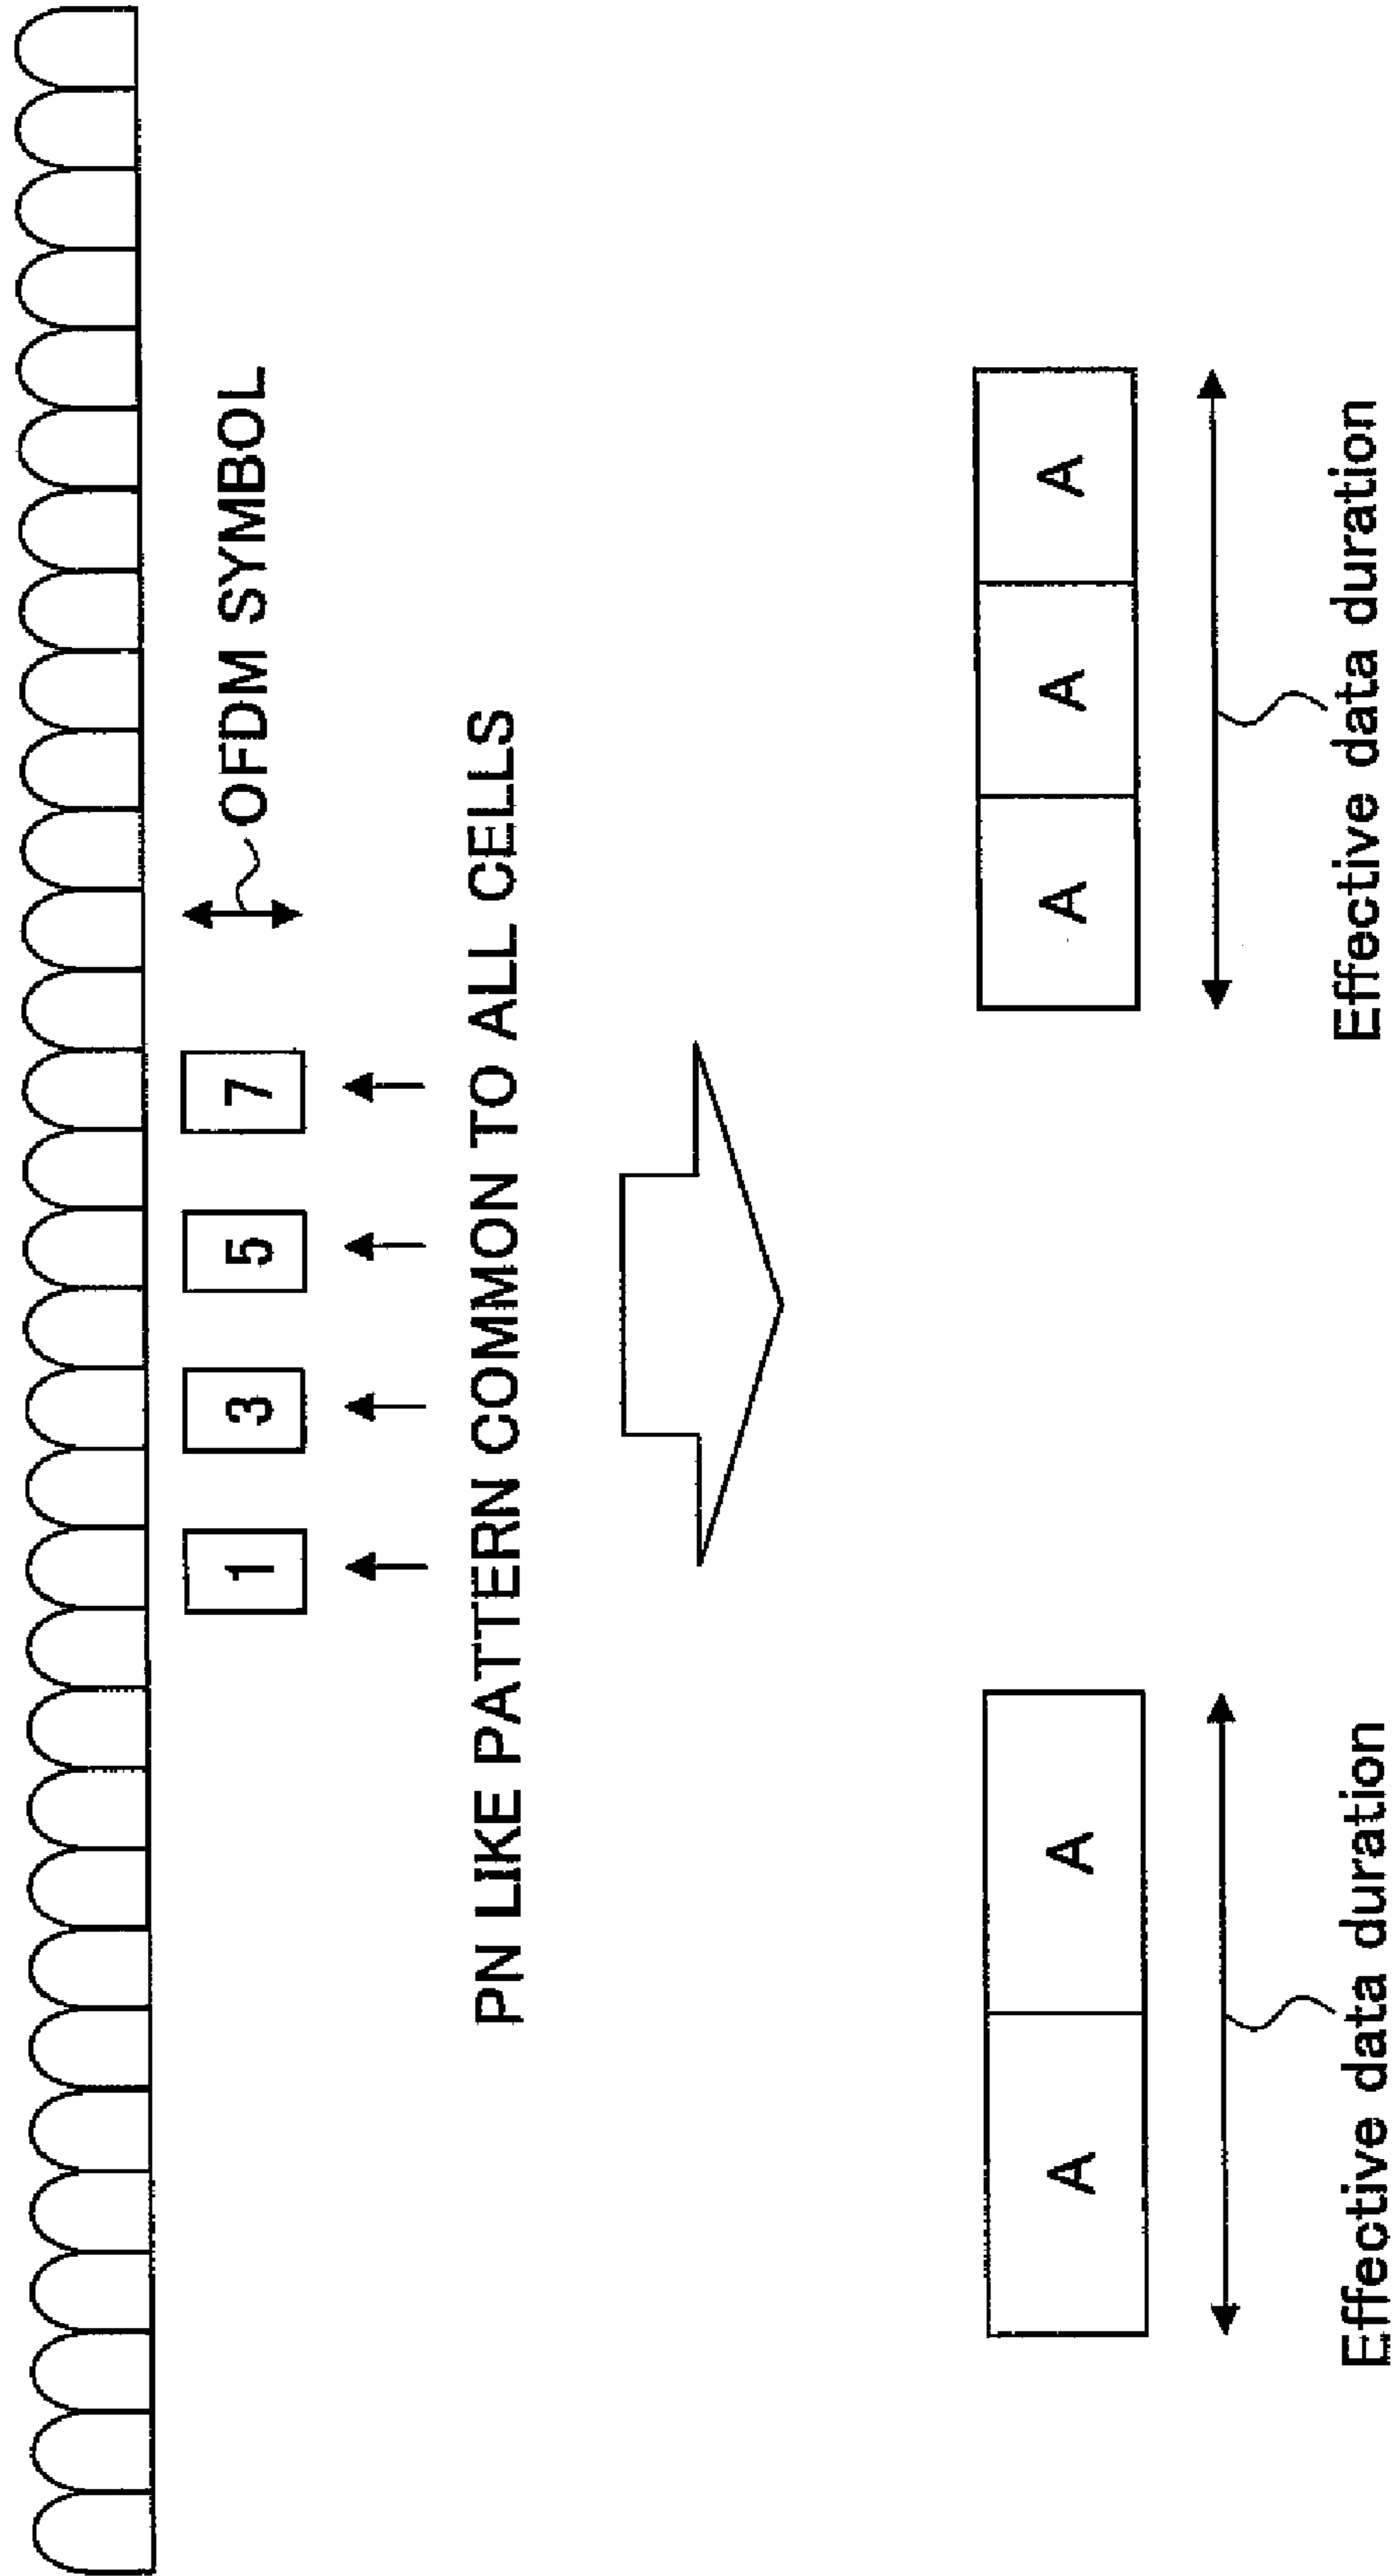 OFDM SYMBOL
1 3 5 7
PN LIKE PATTERN COMMON TO ALL CELLS
A A
A A A
Effective data duration
Effective data duration